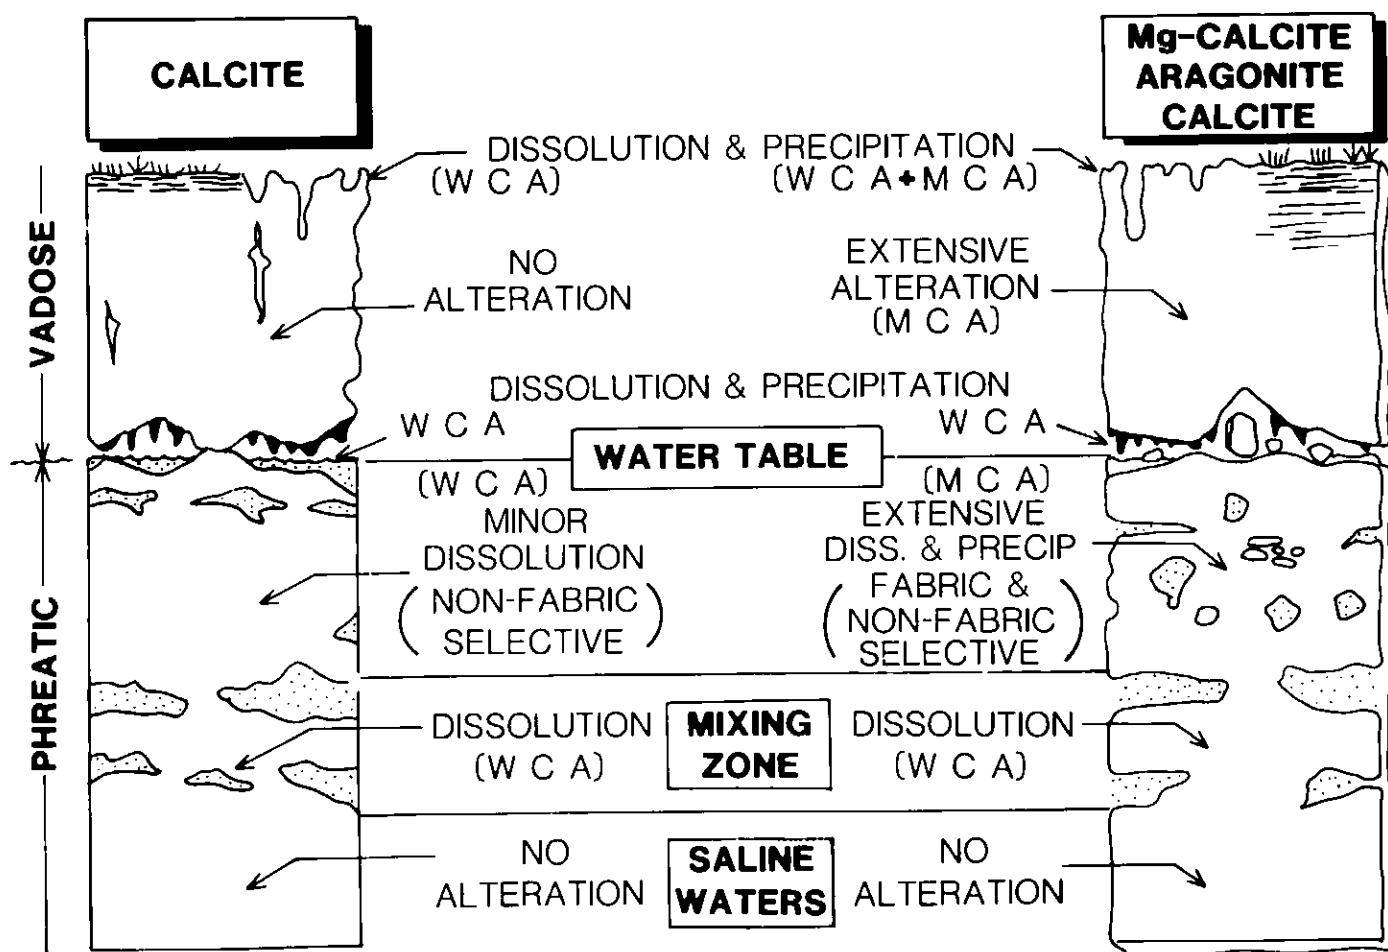 CALCITE
Mg-CALCITE
ARAGONITE
CALCITE
DISSOLUTION & PRECIPITATION
(W C A)
(W C A + M C A)
NO
ALTERATION
EXTENSIVE
ALTERATION
(M C A)
VADOSE
DISSOLUTION & PRECIPITATION
W C A
W C A
WATER TABLE
(W C A)
MINOR
DISSOLUTION
(NON-FABRIC
SELECTIVE)
(M C A)
EXTENSIVE
DISS. & PRECIP
(FABRIC &
NON-FABRIC
SELECTIVE)
PHREATIC
DISSOLUTION
(W C A)
MIXING
ZONE
DISSOLUTION
(W C A)
NO
ALTERATION
SALINE
WATERS
NO
ALTERATION